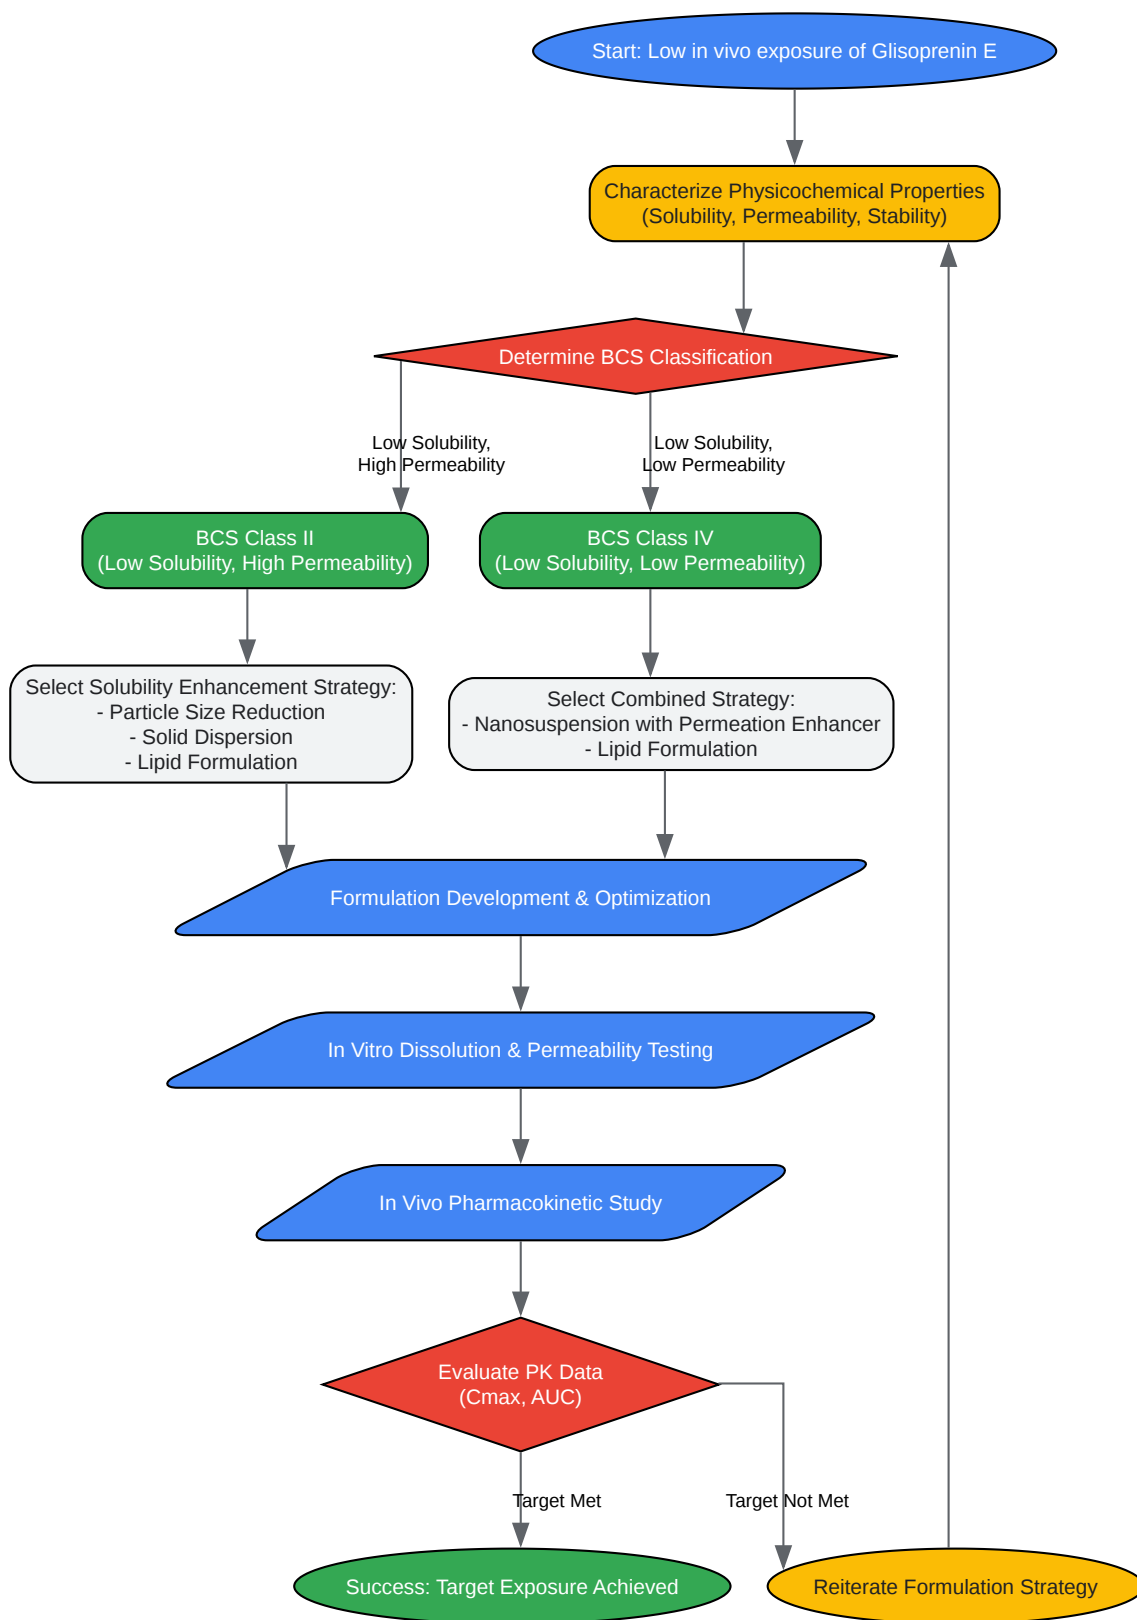 Start: Low in vivo exposure of Glisoprenin E
Characterize Physicochemical Properties
(Solubility, Permeability, Stability)
Determine BCS Classification
Low Solubility,
High Permeability
Low Solubility,
Low Permeability
BCS Class II
(Low Solubility, High Permeability)
BCS Class IV
(Low Solubility, Low Permeability)
Select Solubility Enhancement Strategy:
- Particle Size Reduction
- Solid Dispersion
- Lipid Formulation
Select Combined Strategy:
- Nanosuspension with Permeation Enhancer
- Lipid Formulation
Formulation Development & Optimization
In Vitro Dissolution & Permeability Testing
In Vivo Pharmacokinetic Study
Evaluate PK Data
(Cmax, AUC)
Target Met
Target Not Met
Success: Target Exposure Achieved
Reiterate Formulation Strategy